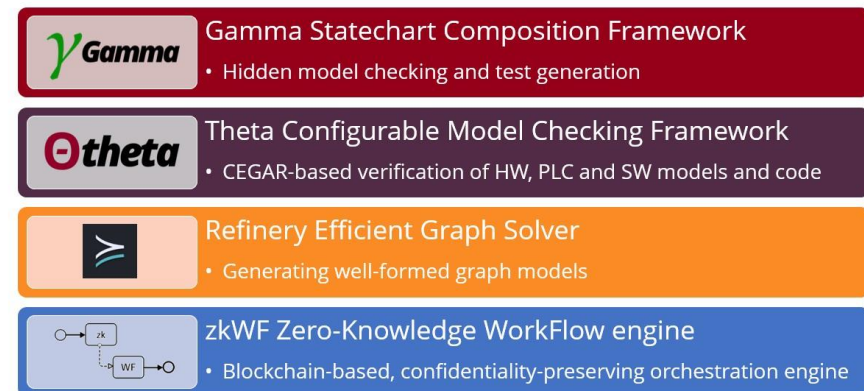 γ Gamma
Gamma Statechart Composition Framework
• Hidden model checking and test generation
Θtheta
Theta Configurable Model Checking Framework
• CEGAR-based verification of HW, PLC and SW models and code
Refinery Efficient Graph Solver
• Generating well-formed graph models
zk
WF
zkWF Zero-Knowledge WorkFlow engine
• Blockchain-based, confidentiality-preserving orchestration engine